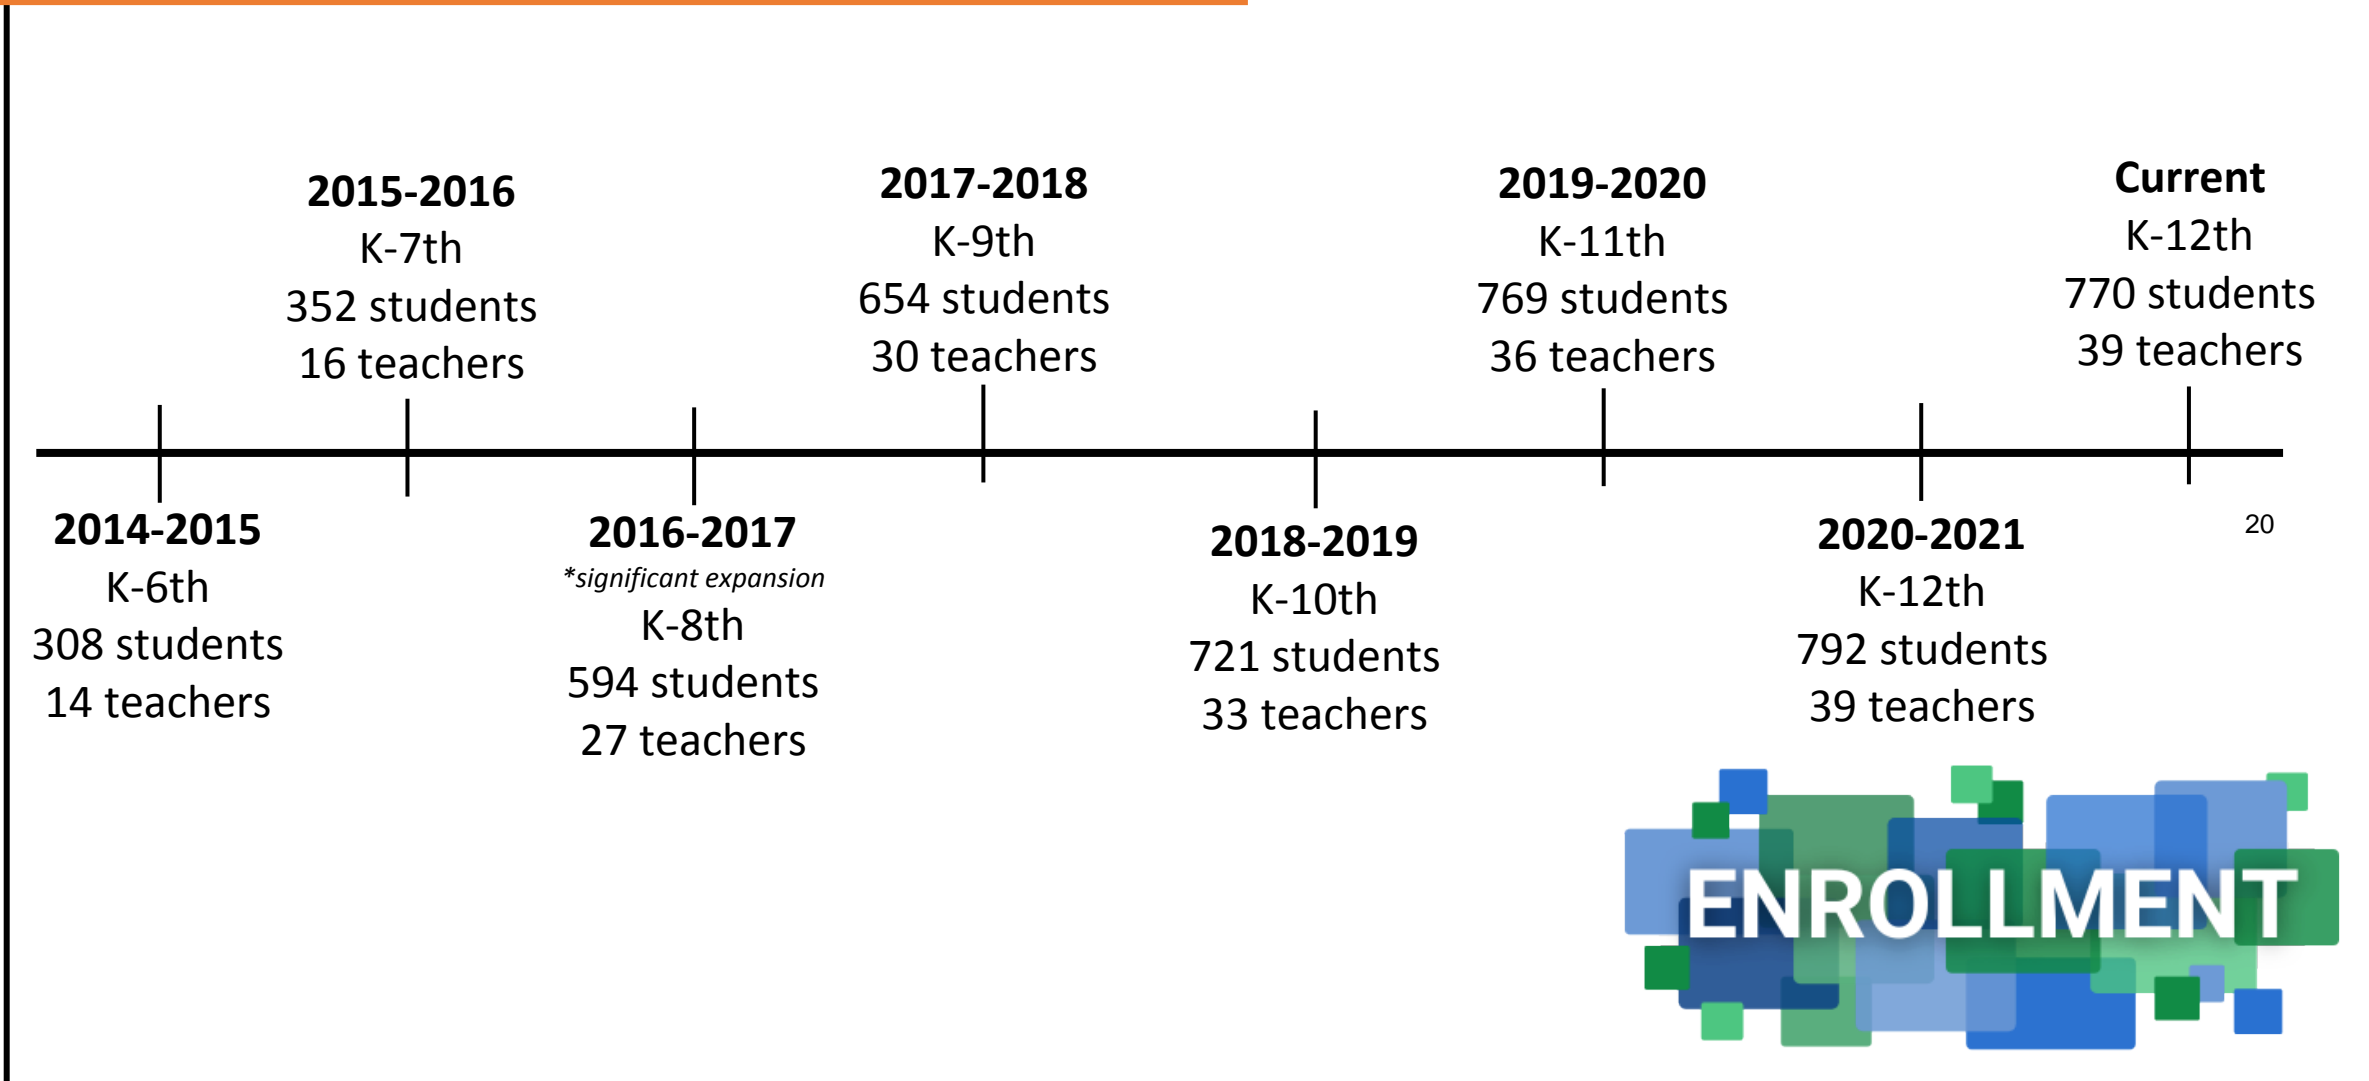 2014-2015
K-6th
308 students
14 teachers
2015-2016
K-7th
352 students
16 teachers
2016-2017
*significant expansion
K-8th
594 students
27 teachers
2017-2018
K-9th
654 students
30 teachers
2018-2019
K-10th
721 students
33 teachers
2019-2020
K-11th
769 students
36 teachers
2020-2021
K-12th
792 students
39 teachers
Current
K-12th
770 students
39 teachers
20
ENROLLMENT